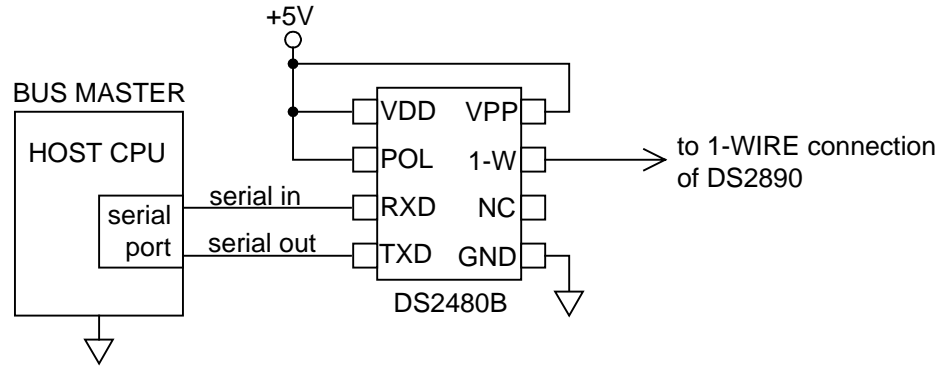 +5V
BUS MASTER
HOST CPU
serial
port
serial in
serial out
VDD
VPP
POL
1-W
RXD
NC
TXD
GND
DS2480B
to 1-WIRE connection
of DS2890